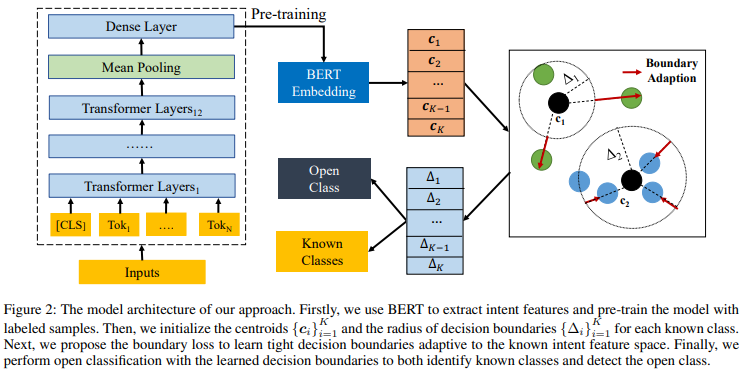 Pre-training
Dense Layer
Mean Pooling
Transformer Layers12
......
Transformer Layers1
[CLS]
Tok1
....
TokN
Inputs
BERT
Embedding
c1
c2
...
cK−1
cK
Boundary
Adaption
Δ1
c1
Δ2
c2
Open
Class
Known
Classes
Δ1
Δ2
...
ΔK−1
ΔK
Figure 2: The model architecture of our approach. Firstly, we use BERT to extract intent features and pre-train the model with
labeled samples. Then, we initialize the centroids {c_i}_{i=1}^K and the radius of decision boundaries {Δ_i}_{i=1}^K for each known class.
Next, we propose the boundary loss to learn tight decision boundaries adaptive to the known intent feature space. Finally, we
perform open classification with the learned decision boundaries to both identify known classes and detect the open class.